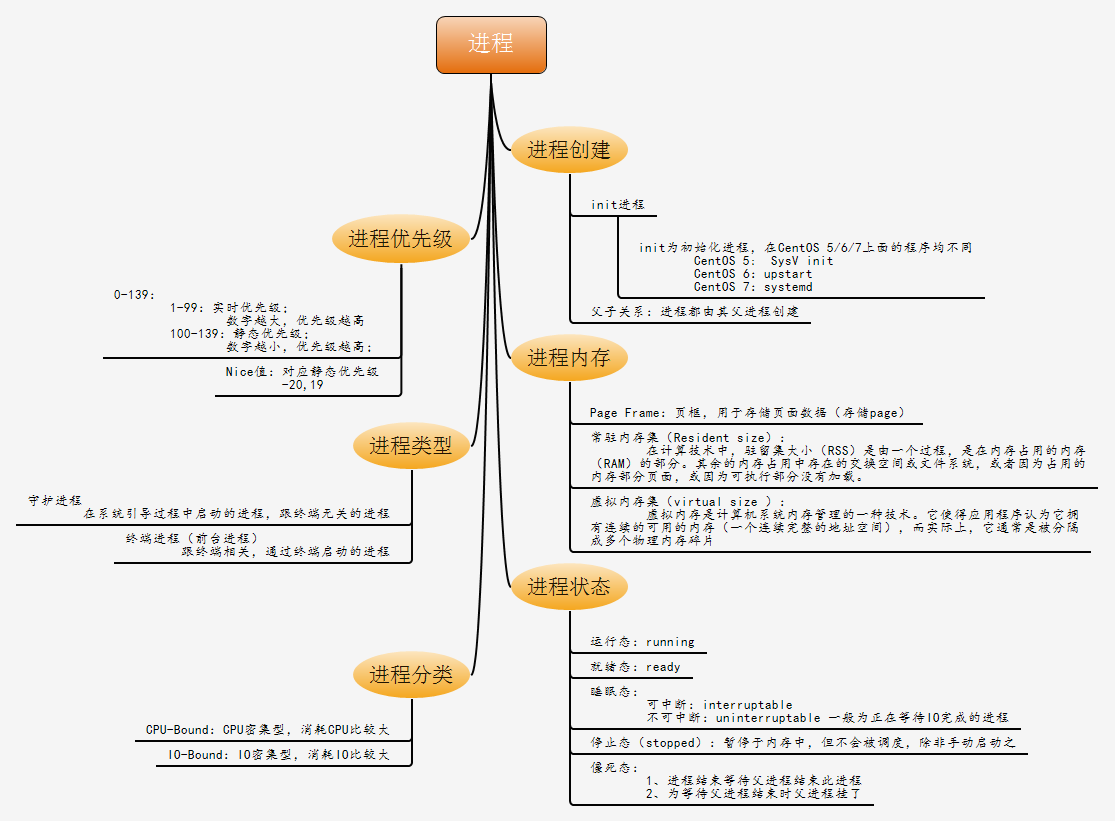 进程
进程创建
init进程
init为初始化进程，在CentOS 5/6/7上面的程序均不同
CentOS 5： SysV init
CentOS 6：upstart
CentOS 7：systemd
父子关系：进程都由其父进程创建
进程优先级
0-139：
1-99：实时优先级；
数字越大，优先级越高
100-139：静态优先级；
数字越小，优先级越高；
Nice值：对应静态优先级
-20,19
进程内存
Page Frame：页框，用于存储页面数据（存储page）
常驻内存集（Resident size）：
在计算技术中，驻留集大小（RSS）是由一个过程，是在内存占用的内存
（RAM）的部分。其余的内存占用中存在的交换空间或文件系统，或者因为占用的
内存部分页面，或因为可执行部分没有加载。
虚拟内存集（virtual size ）：
虚拟内存是计算机系统内存管理的一种技术。它使得应用程序认为它拥
有连续的可用的内存（一个连续完整的地址空间），而实际上，它通常是被分隔
成多个物理内存碎片
进程类型
守护进程
在系统引导过程中启动的进程，跟终端无关的进程
终端进程（前台进程）
跟终端相关，通过终端启动的进程
进程状态
运行态：running
就绪态：ready
睡眠态：
可中断：interruptable
不可中断：uninterruptable 一般为正在等待IO完成的进程
停止态（stopped）：暂停于内存中，但不会被调度，除非手动启动之
僵死态：
1、进程结束等待父进程结束此进程
2、为等待父进程结束时父进程挂了
进程分类
CPU-Bound：CPU密集型，消耗CPU比较大
IO-Bound：IO密集型，消耗IO比较大